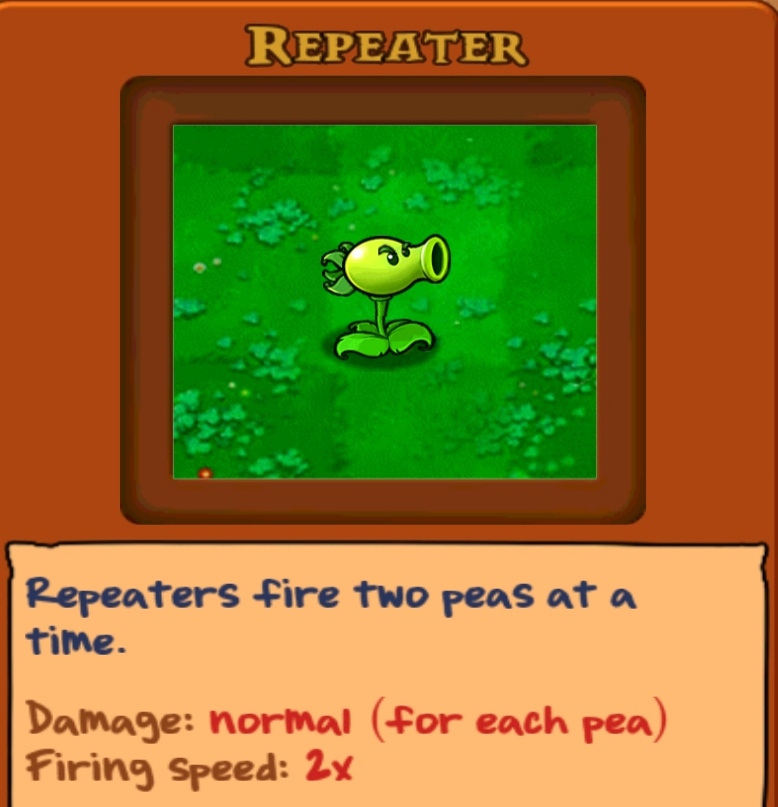 REPEATER
Repeaters fire two peas at a
time.
Damage: normal (for each pea)
Firing speed: 2x